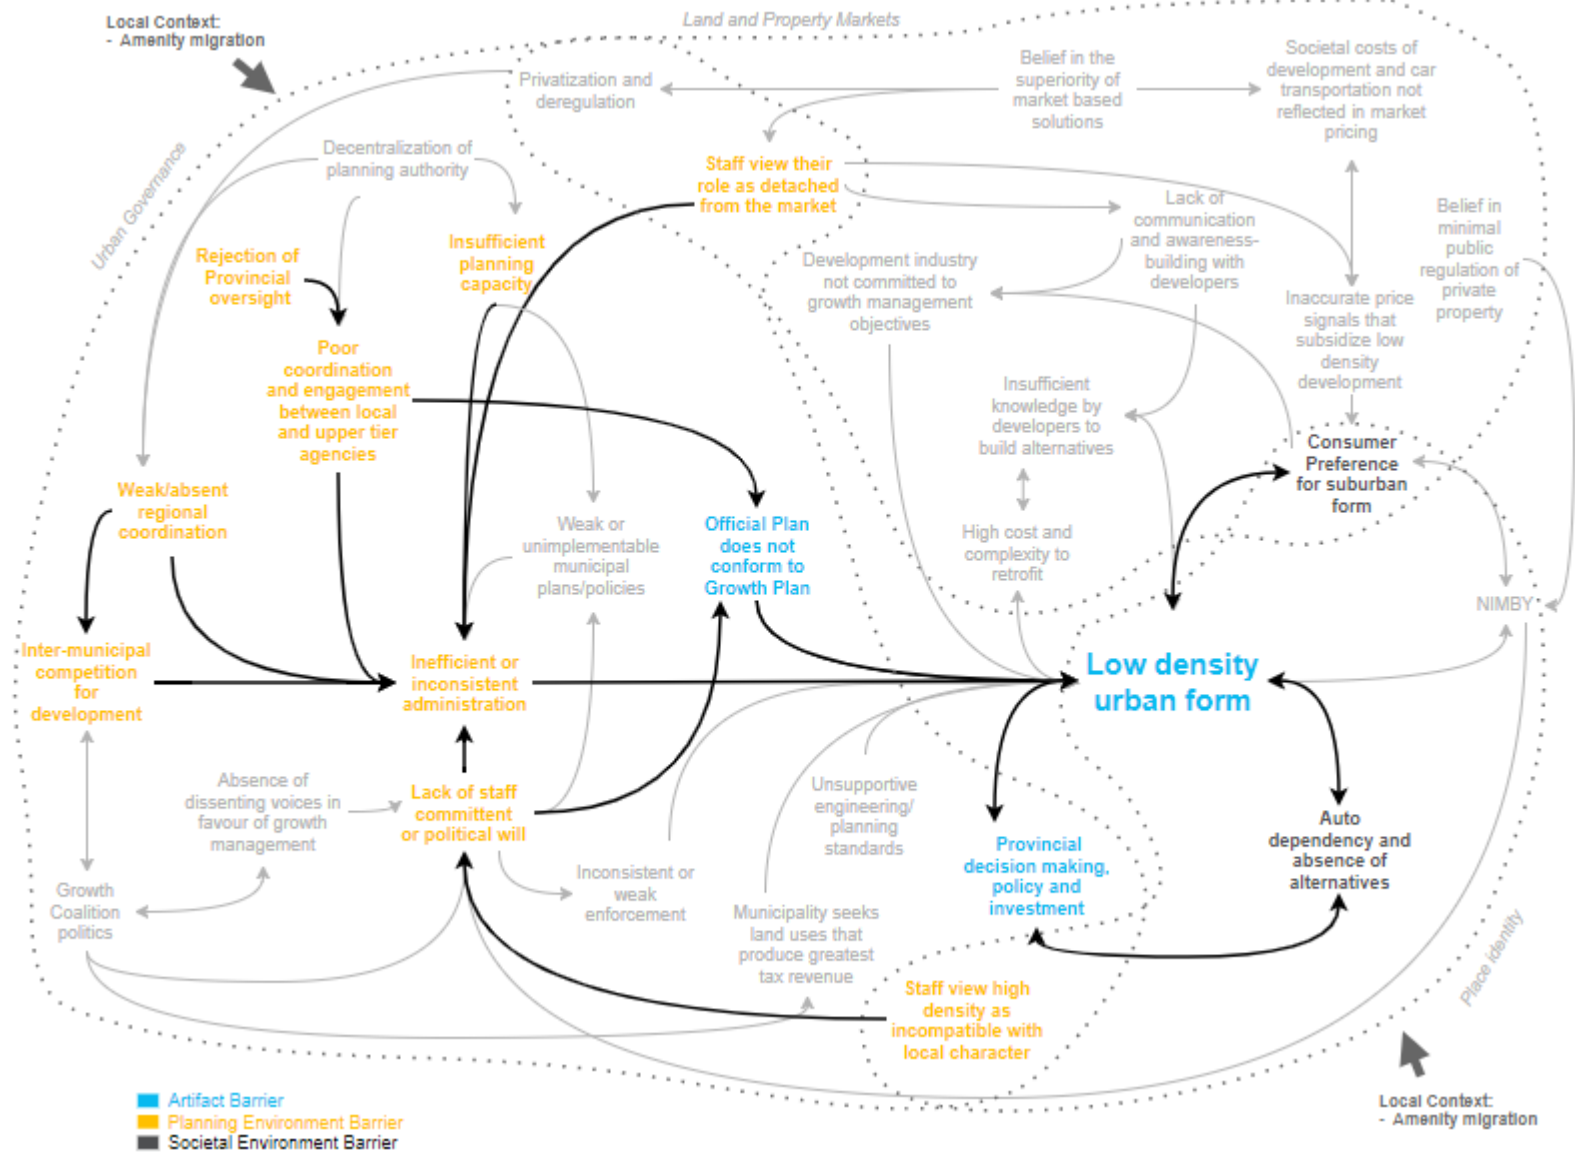 Local Context:
- Amenity migration
Land and Property Markets
Urban Governance
Privatization and
deregulation
Belief in the
superiority of
market based
solutions
Societal costs of
development and car
transportation not
reflected in market
pricing
Decentralization of
planning authority
Staff view their
role as detached
from the market
Lack of
communication
and awareness-
building with
developers
Belief in
minimal
public
regulation of
private
property
Rejection of
Provincial
oversight
Insufficient
planning
capacity
Development industry
not committed to
growth management
objectives
Inaccurate price
signals that
subsidize low
density
development
Poor
coordination
and engagement
between local
and upper tier
agencies
Insufficient
knowledge by
developers to
build alternatives
Consumer
Preference
for suburban
form
Weak/absent
regional
coordination
Weak or
unimplementable
municipal
plans/policies
Official Plan
does not
conform to
Growth Plan
High cost and
complexity to
retrofit
NIMBY
Inter-municipal
competition
for
development
Inefficient or
inconsistent
administration
Low density
urban form
Absence of
dissenting voices in
favour of growth
management
Lack of staff
committent
or political will
Unsupportive
engineering/
planning
standards
Provincial
decision making,
policy and
investment
Auto
dependency and
absence of
alternatives
Growth
Coalition
politics
Inconsistent or
weak
enforcement
Municipality seeks
land uses that
produce greatest
tax revenue
Staff view high
density as
incompatible with
local character
Place identity
Local Context:
- Amenity migration
Artifact Barrier
Planning Environment Barrier
Societal Environment Barrier